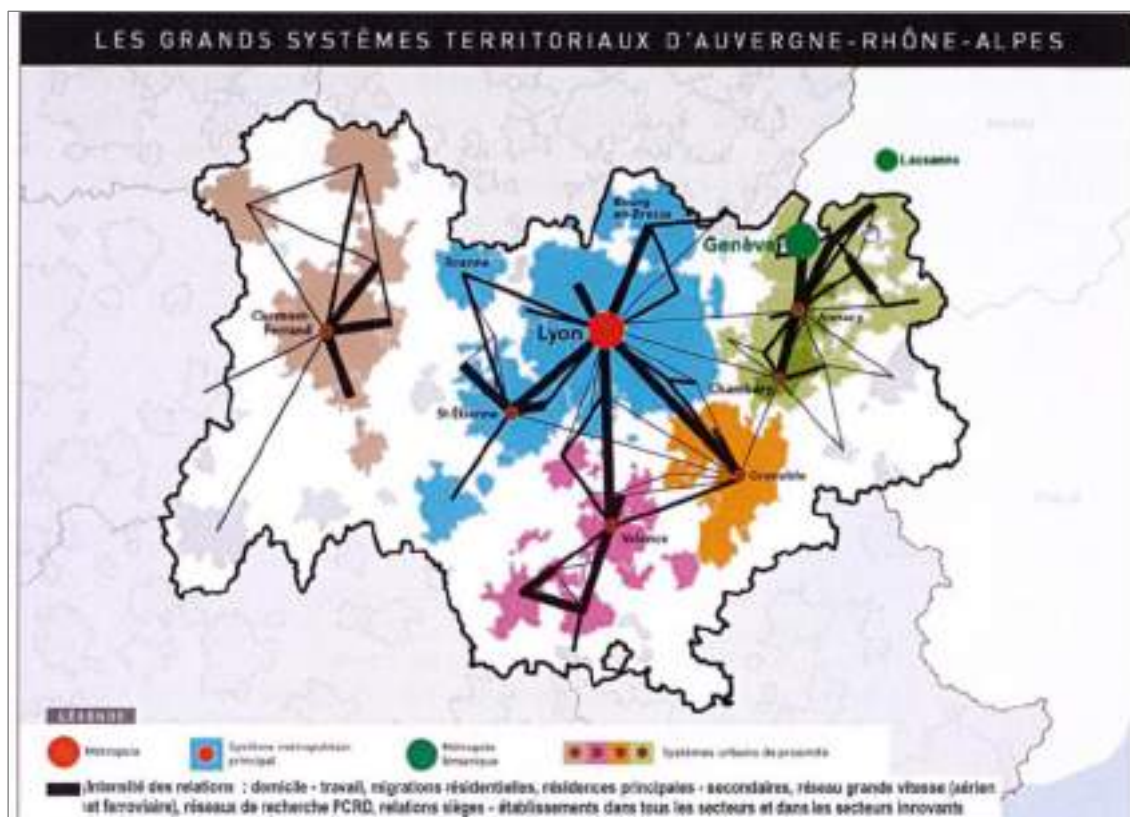 LES GRANDS SYSTÈMES TERRITORIAUX D'AUVERGNE-RHÔNE-ALPES
Lausanne
Bourg
en-Bresse
Genève
Roanne
Clermont-
Ferrand
Lyon
Annecy
Chambéry
St-Étienne
Grenoble
Valence
LÉGENDE
Métropole
Système métropolitain
principal
Métropole
lémanique
Systèmes urbains de proximité
Intensité des relations : domicile - travail, migrations résidentielles, résidences principales - secondaires, réseau grande vitesse (aérien
et ferroviaire), réseaux de recherche PCRD, relations sièges - établissements dans tous les secteurs et dans les secteurs innovants